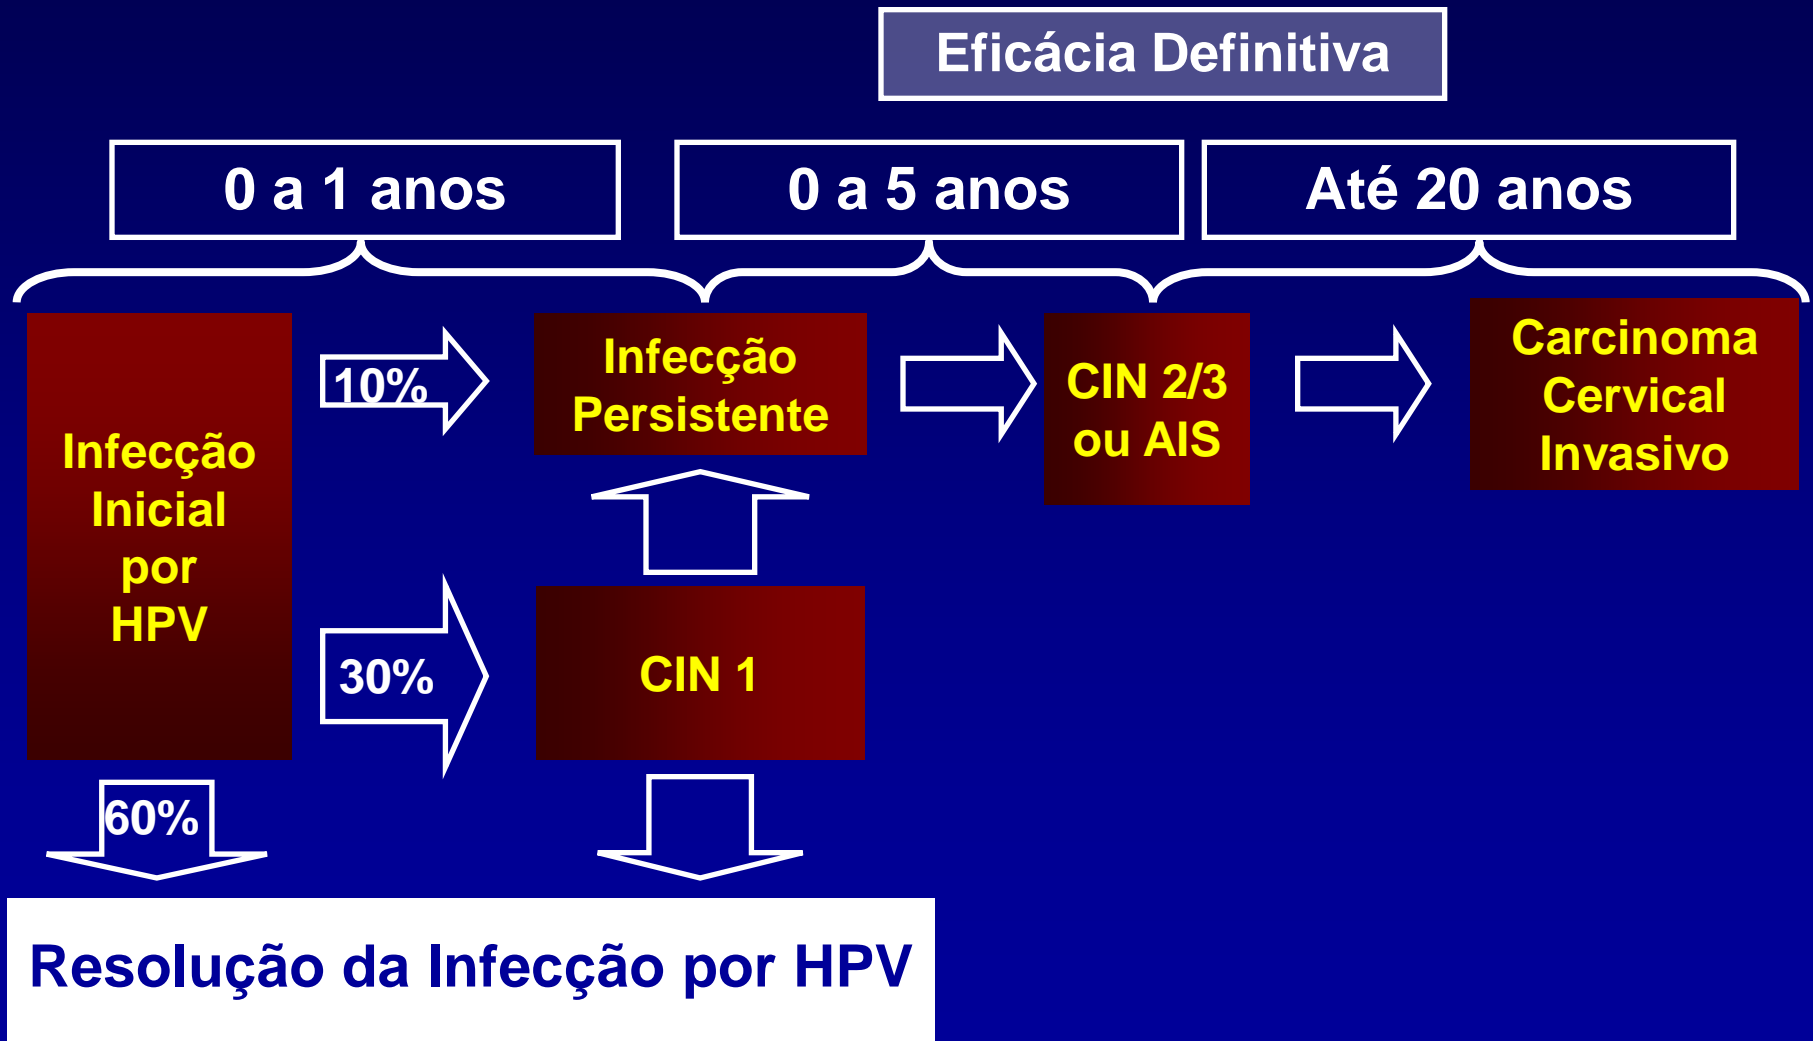 Eficácia Definitiva
0 a 1 anos
0 a 5 anos
Até 20 anos
Infecção
Inicial
por
HPV
10%
Infecção
Persistente
CIN 2/3
ou AIS
Carcinoma
Cervical
Invasivo
30%
CIN 1
60%
Resolução da Infecção por HPV